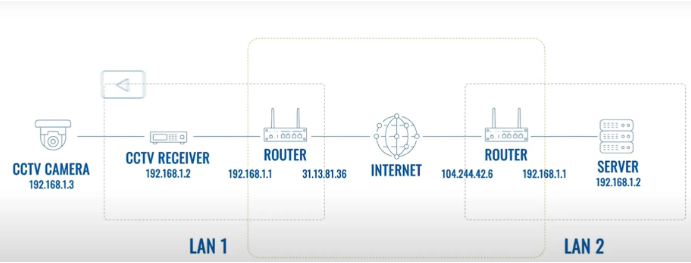 CCTV CAMERA
192.168.1.3
CCTV RECEIVER
192.168.1.2
ROUTER
192.168.1.1 31.13.81.36
INTERNET
ROUTER
104.244.42.6 192.168.1.1
SERVER
192.168.1.2
LAN 1
LAN 2